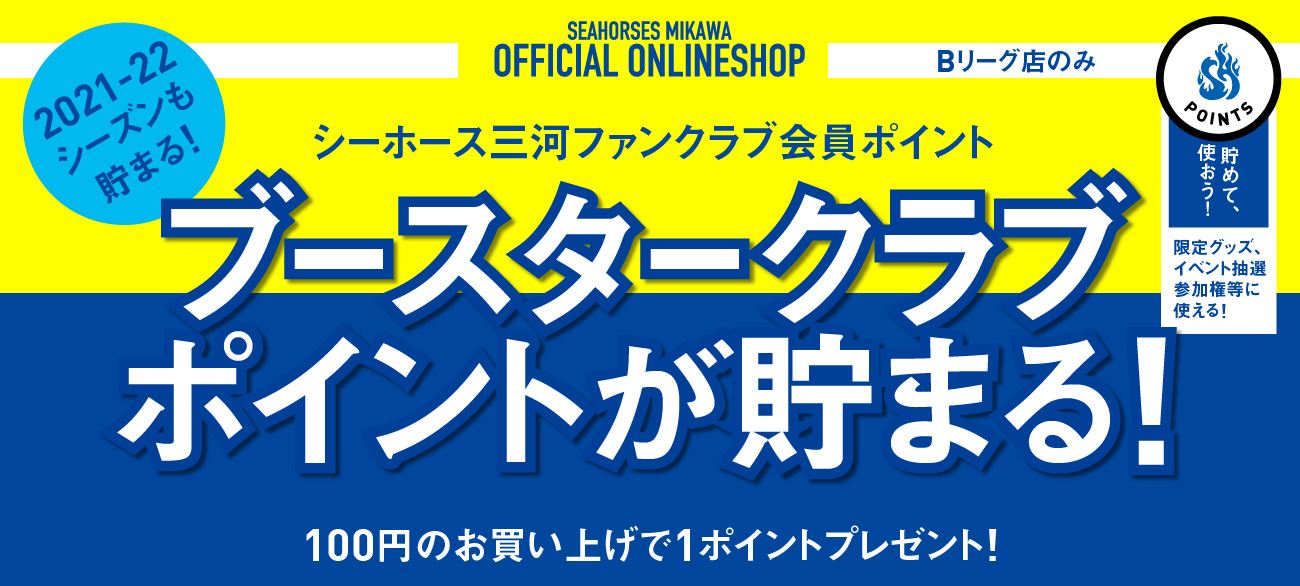 SEAHORSES MIKAWA
OFFICIAL ONLINESHOP
Bリーグ店のみ
2021-22
シーズンも
貯まる!
POINTS
貯めて、
使おう!
限定グッズ、
イベント抽選
参加権等に
使える!
シーホース三河ファンクラブ会員ポイント
ブースタークラブ
ポイントが貯まる!
100円のお買い上げで1ポイントプレゼント!